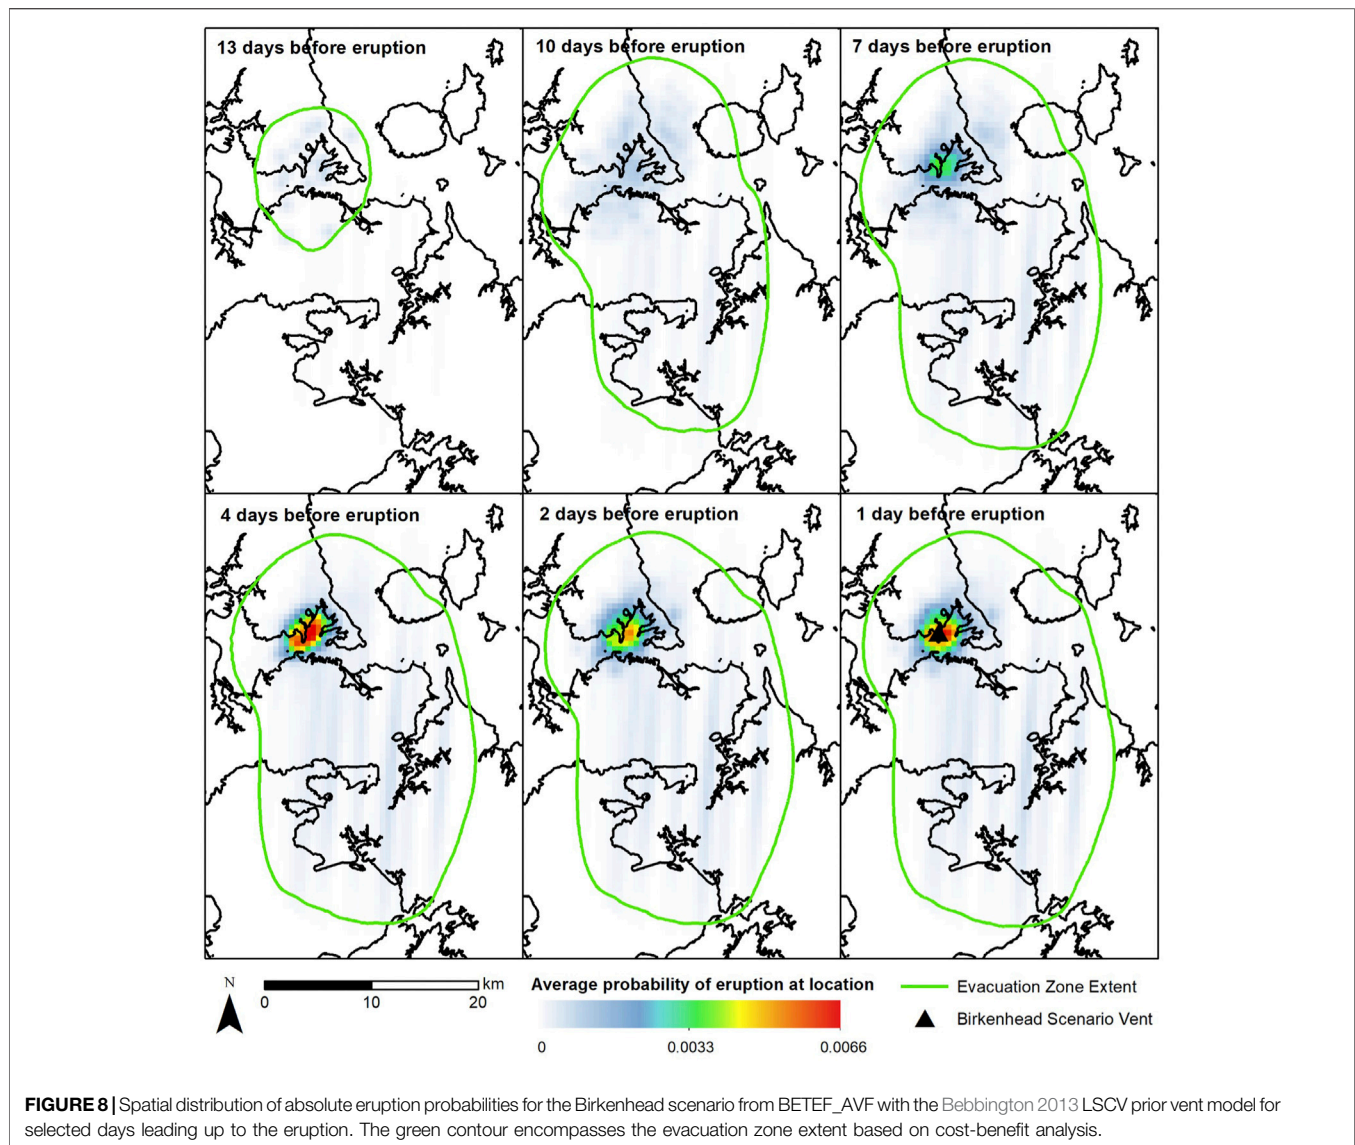 13 days before eruption
10 days before eruption
7 days before eruption
4 days before eruption
2 days before eruption
1 day before eruption
N
km
0 10 20
Average probability of eruption at location
0 0.0033 0.0066
Evacuation Zone Extent
Birkenhead Scenario Vent
FIGURE 8 | Spatial distribution of absolute eruption probabilities for the Birkenhead scenario from BETEF_AVF with the Bebbington 2013 LSCV prior vent model for
selected days leading up to the eruption. The green contour encompasses the evacuation zone extent based on cost-benefit analysis.